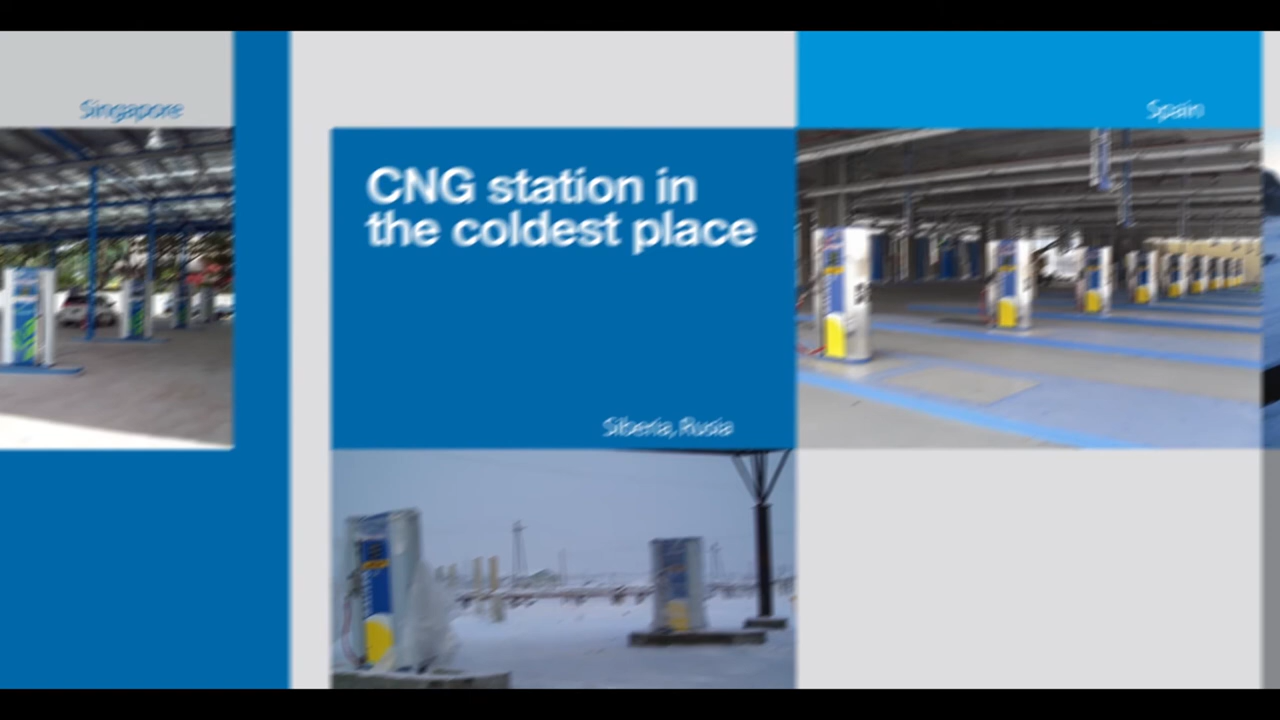 Singapore
CNG station in
the coldest place
Siberia, Rusia
Spain